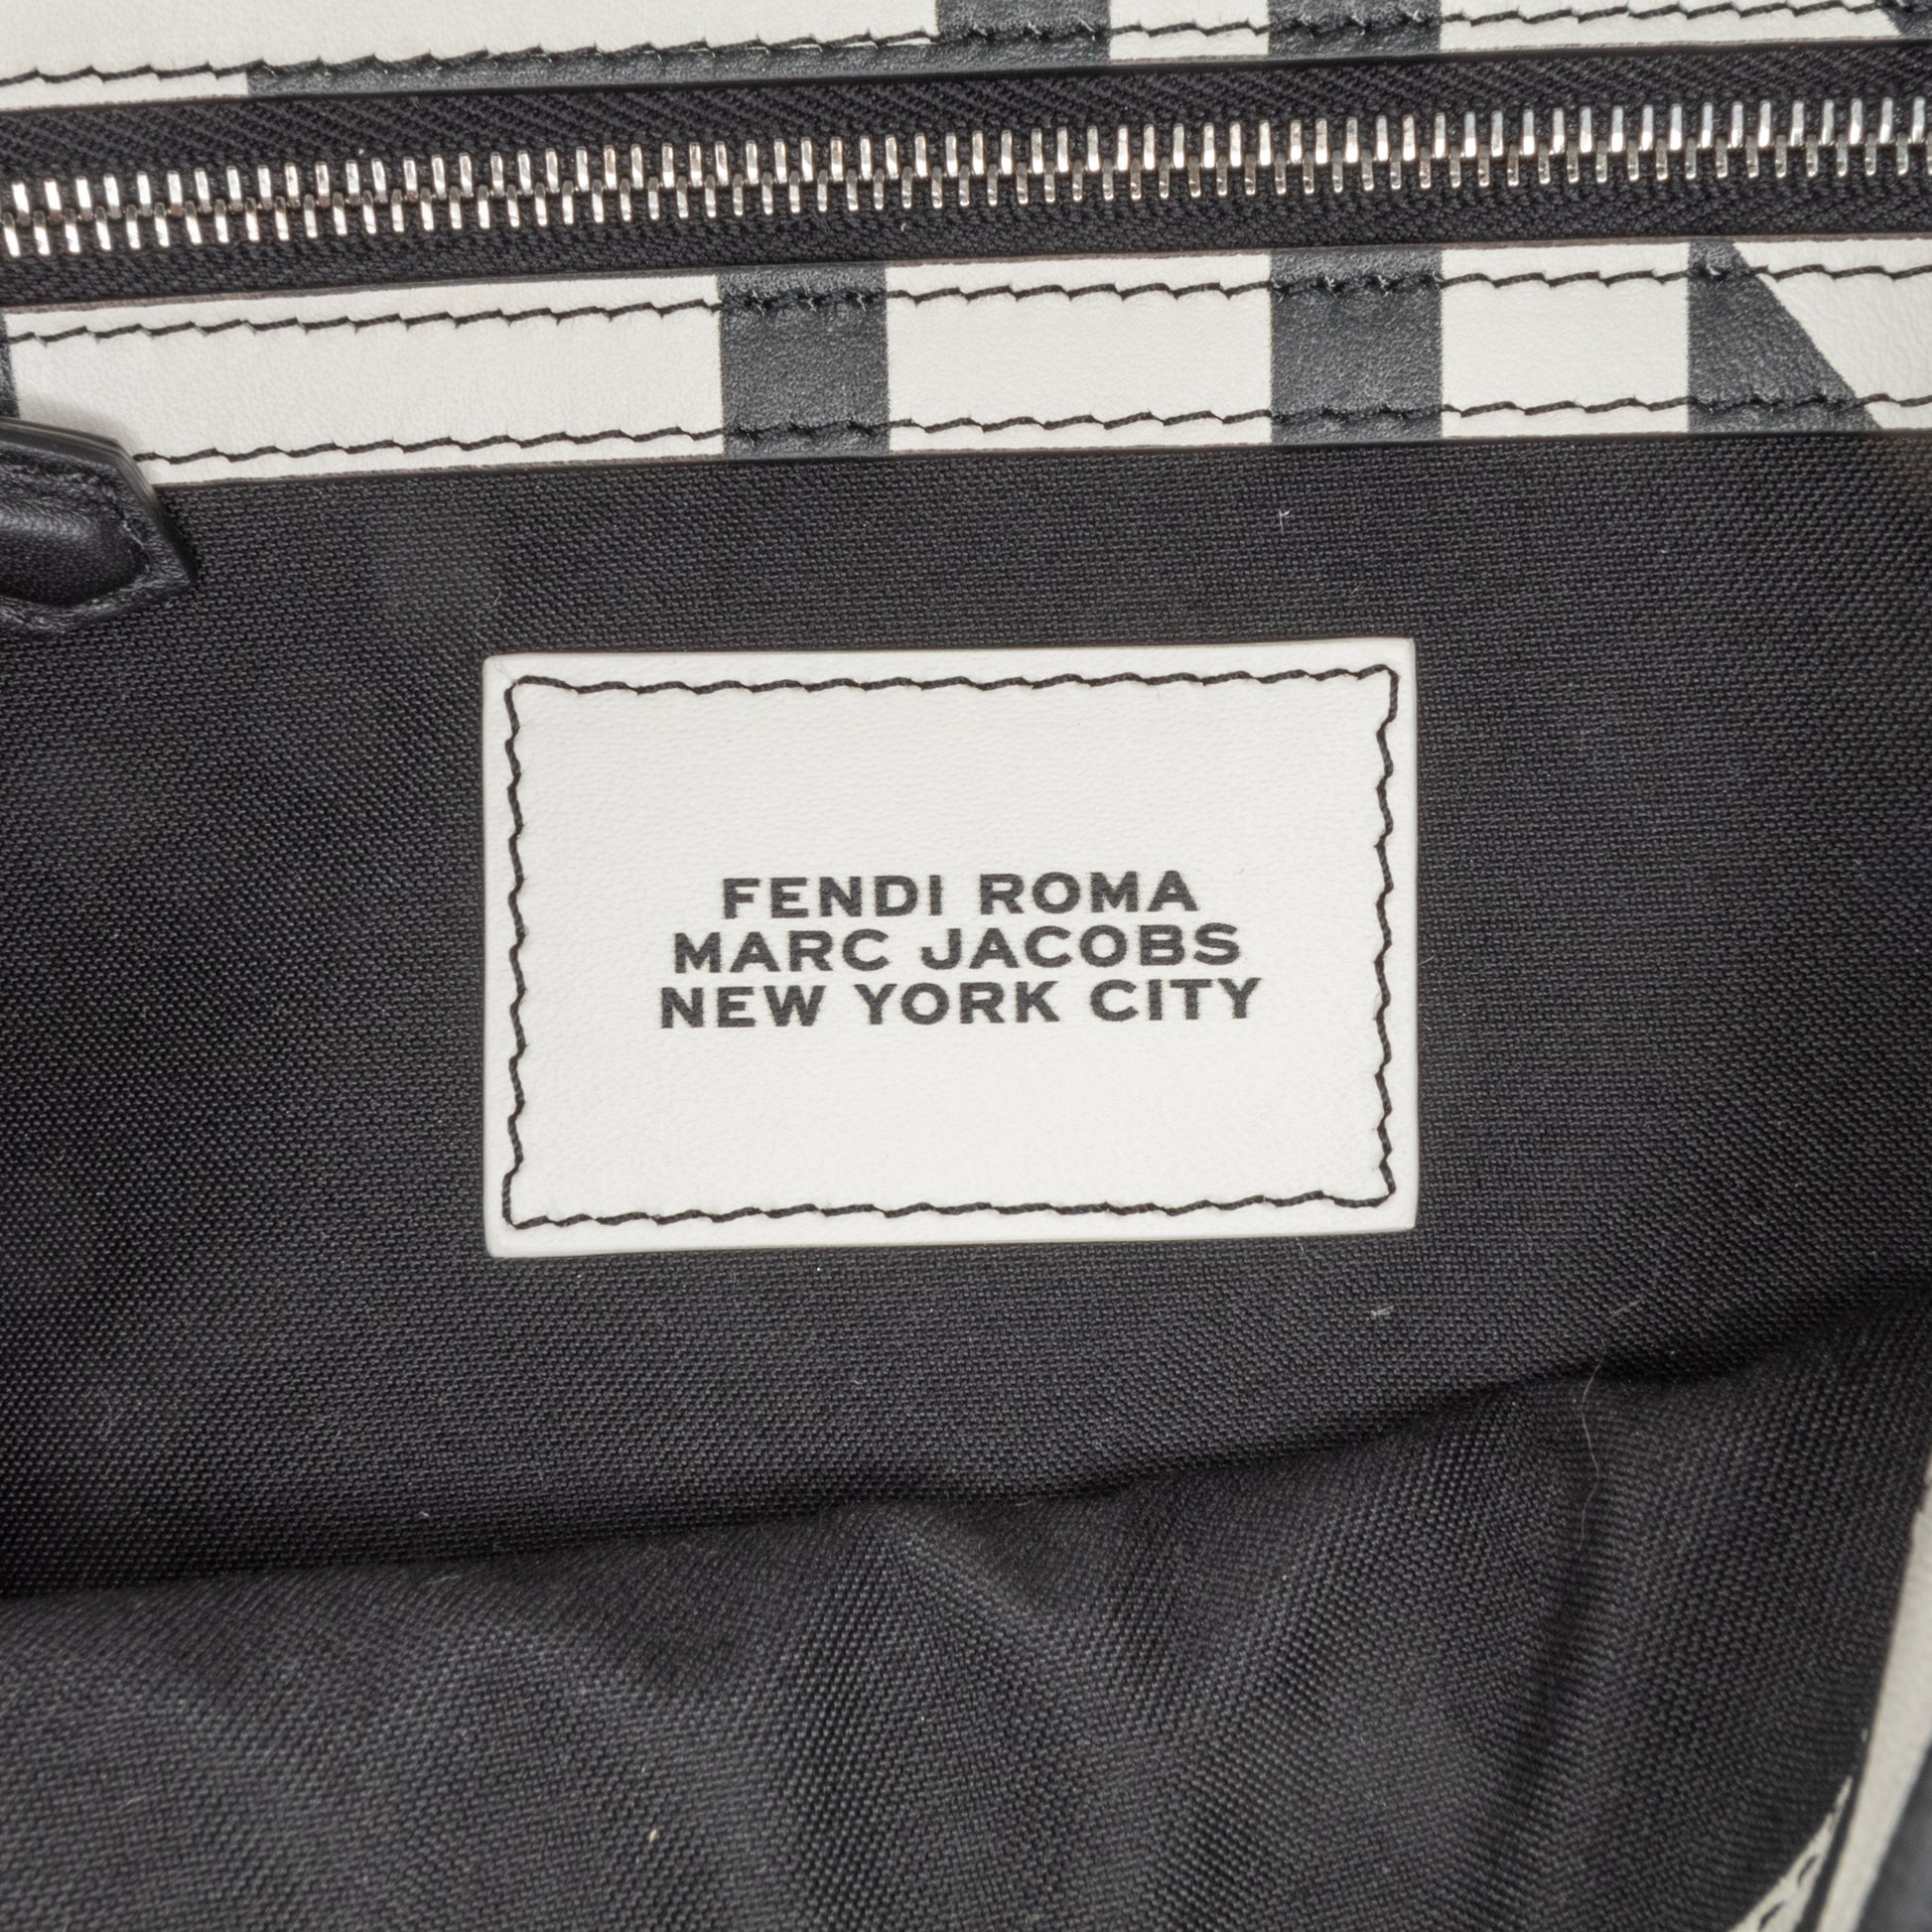 FENDI ROMA
MARC JACOBS
NEW YORK CITY